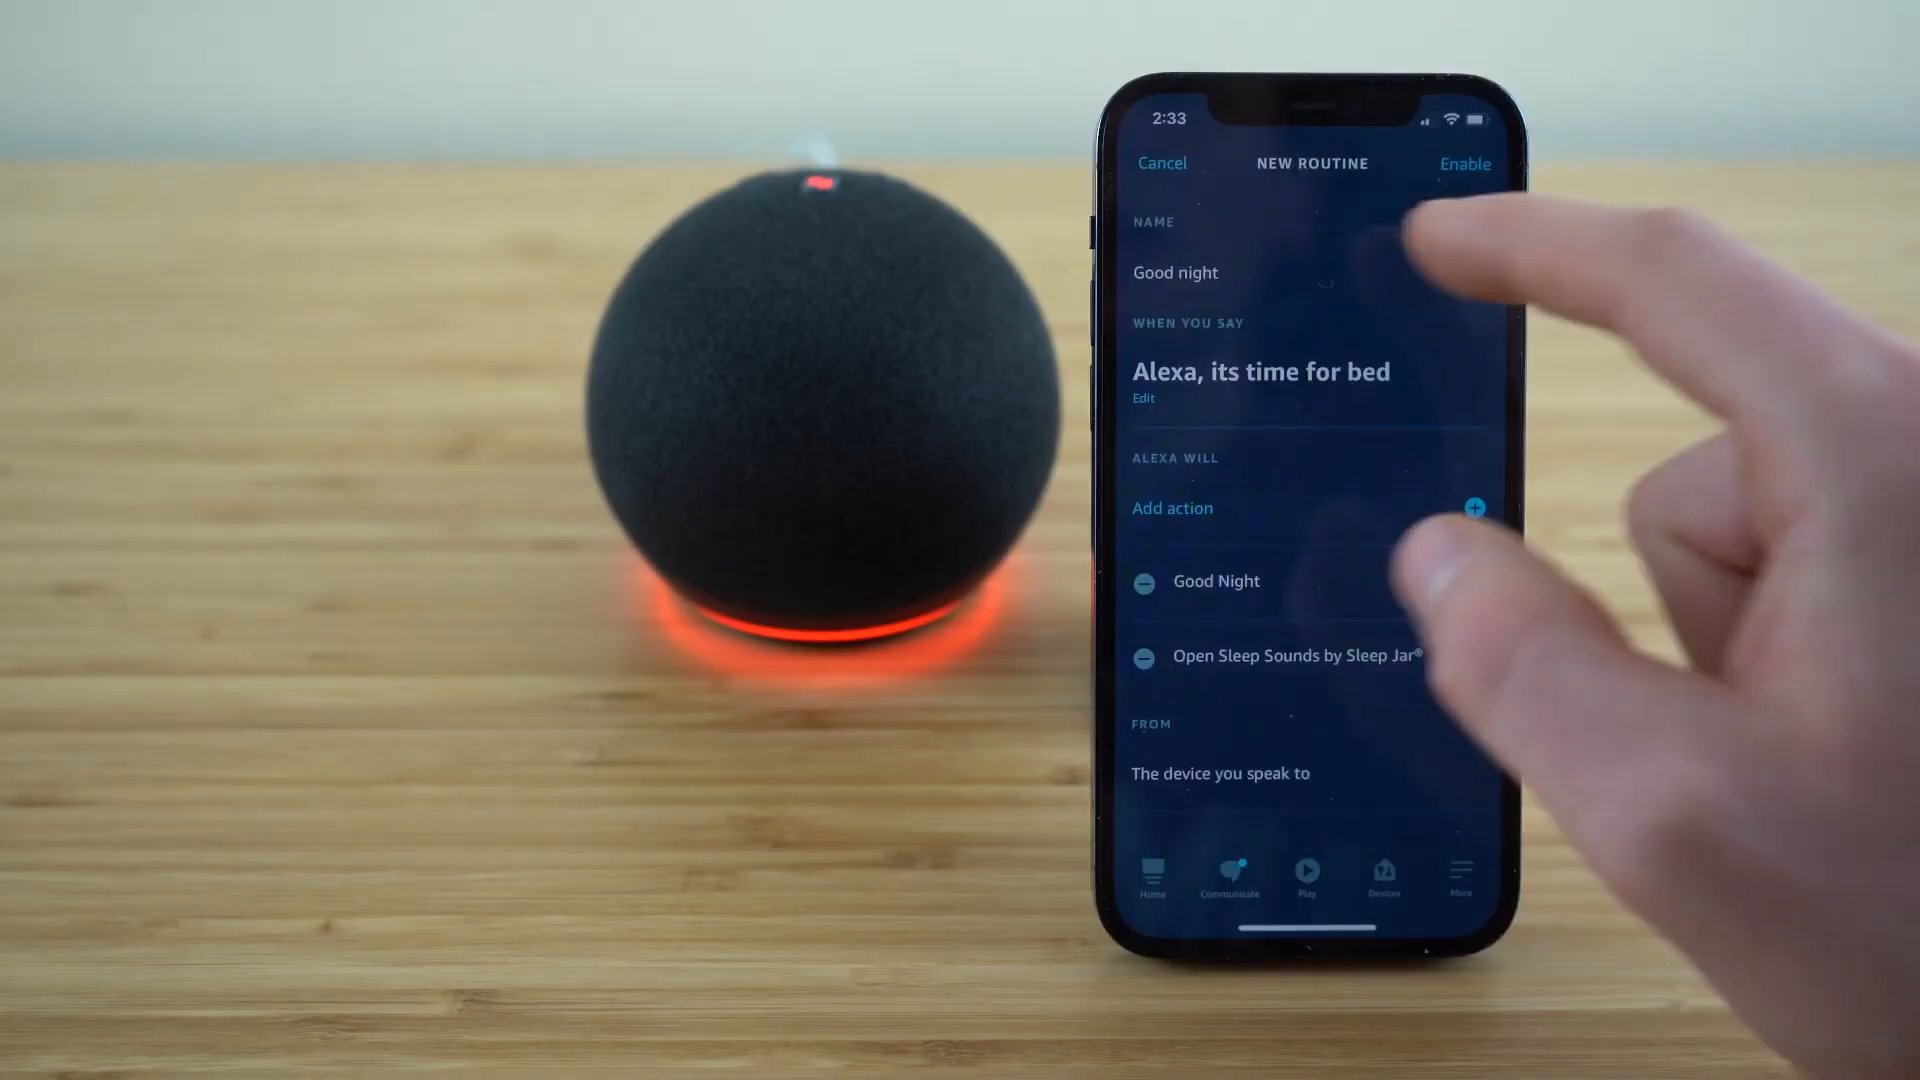 2:33
Cancel NEW ROUTINE Enable
NAME
Good night
WHEN YOU SAY
Alexa, its time for bed
Edit
ALEXA WILL
Add action
Good Night
Open Sleep Sounds by Sleep Jar®
FROM
The device you speak to
Home Communicate Play Devices More